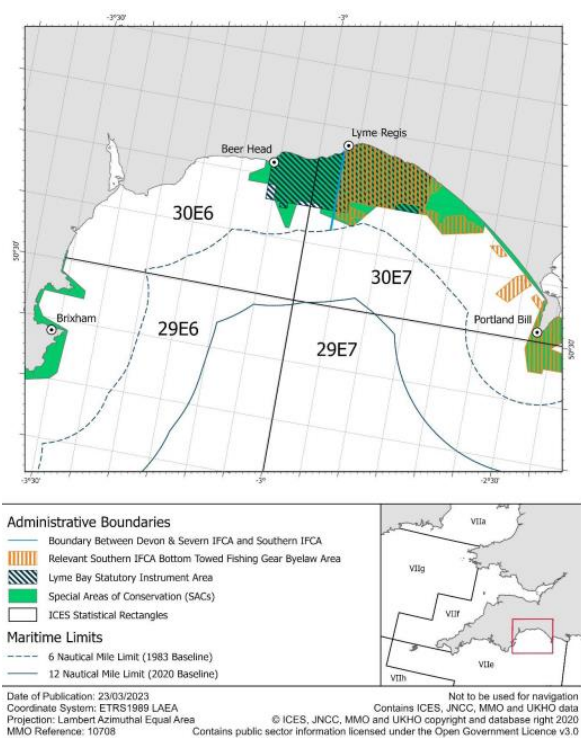 -3°30'
-3°
Beer Head
Lyme Regis
30E6
50°30'
30E7
Brixham
29E6
29E7
Portland Bill
50°30'
-3°30'
-3°
-2°30'
Administrative Boundaries
Boundary Between Devon & Severn IFCA and Southern IFCA
Relevant Southern IFCA Bottom Towed Fishing Gear Byelaw Area
Lyme Bay Statutory Instrument Area
Special Areas of Conservation (SACs)
ICES Statistical Rectangles
Maritime Limits
6 Nautical Mile Limit (1983 Baseline)
12 Nautical Mile Limit (2020 Baseline)
VIIa
VIIg
VIIf
VIIe
VIIh
Date of Publication: 23/03/2023
Coordinate System: ETRS1989 LAEA
Projection: Lambert Azimuthal Equal Area
MMO Reference: 10708
Not to be used for navigation
Contains ICES, JNCC, MMO and UKHO data
© ICES, JNCC, MMO and UKHO copyright and database right 2020
Contains public sector information licensed under the Open Government Licence v3.0